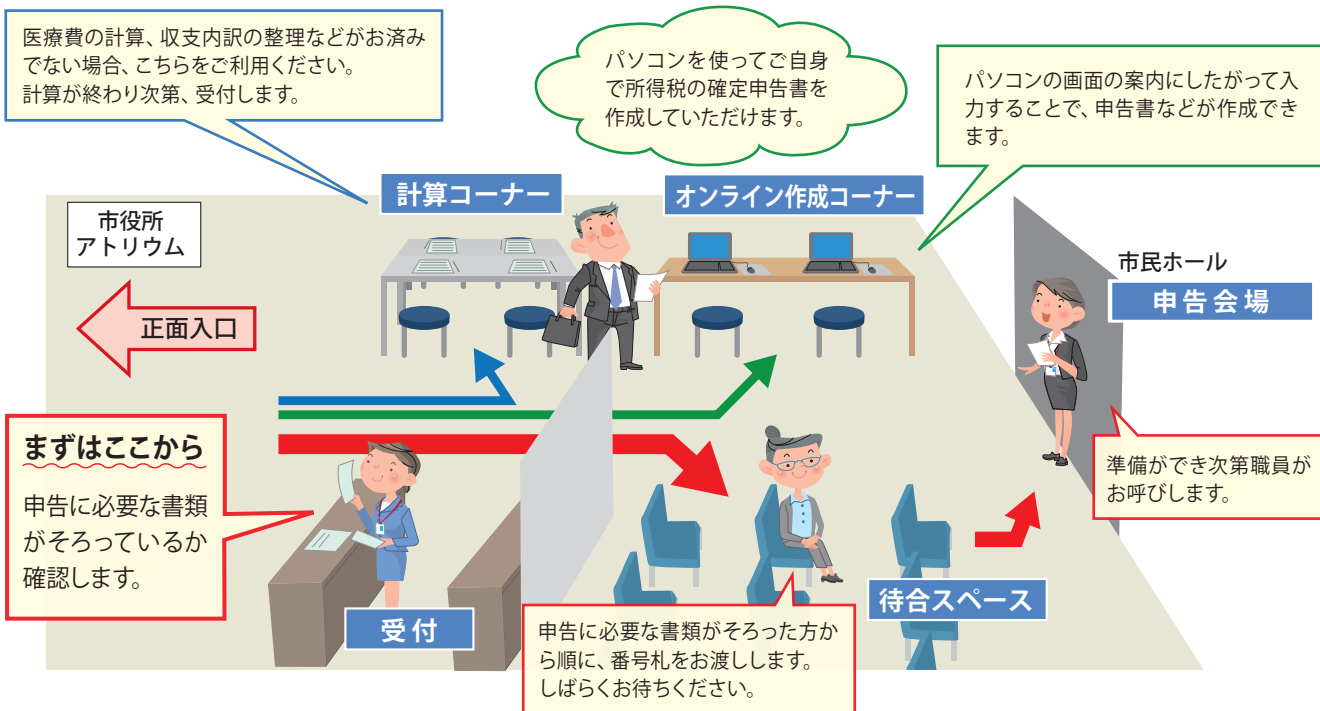 医療費の計算、収支内訳の整理などがお済み
でない場合、こちらをご利用ください。
計算が終わり次第、受付します。
パソコンを使ってご自身
で所得税の確定申告書を
作成していただけます。
パソコンの画面の案内にしたがって入
力することで、申告書などが作成でき
ます。
計算コーナー
オンライン作成コーナー
市役所
アトリウム
正面入口
市民ホール
申告会場
まずはここから
申告に必要な書類
がそろっているか
確認します。
準備ができ次第職員が
お呼びします。
受付
待合スペース
申告に必要な書類がそろった方か
ら順に、番号札をお渡しします。
しばらくお待ちください。